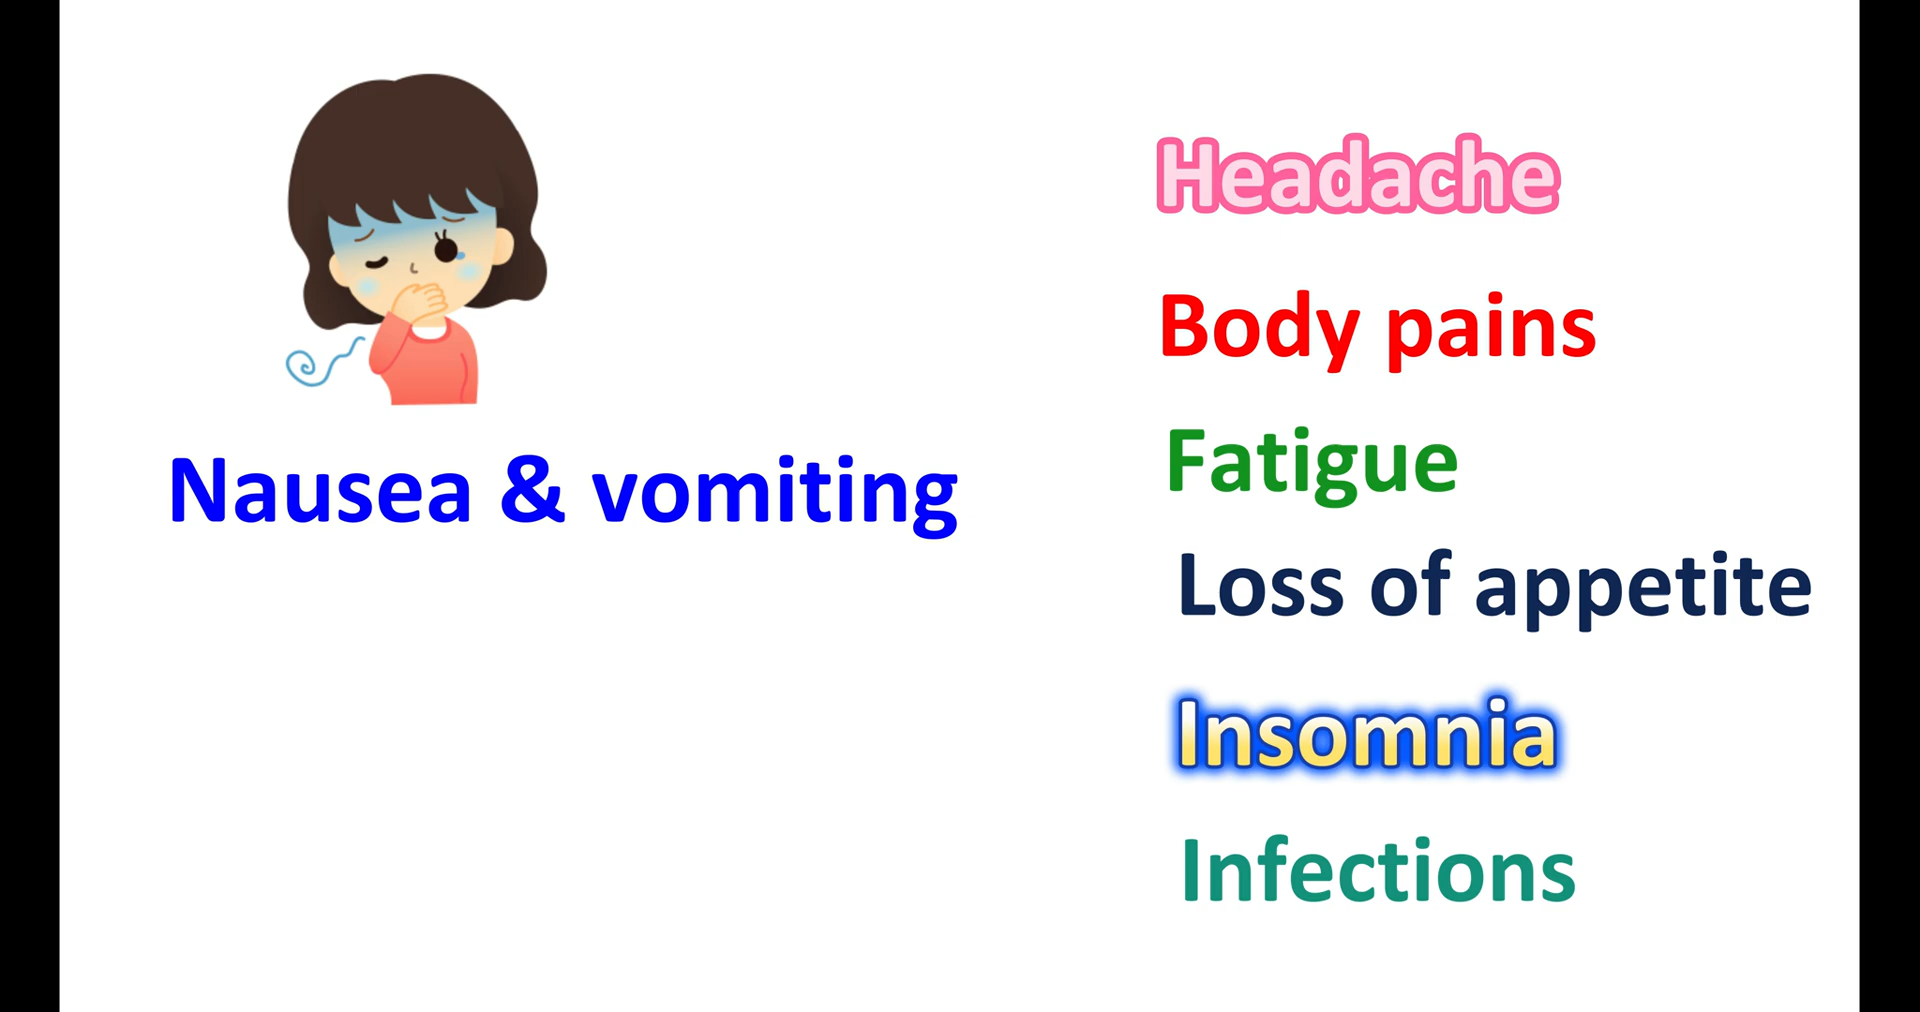 Nausea & vomiting
Headache
Body pains
Fatigue
Loss of appetite
Insomnia
Infections